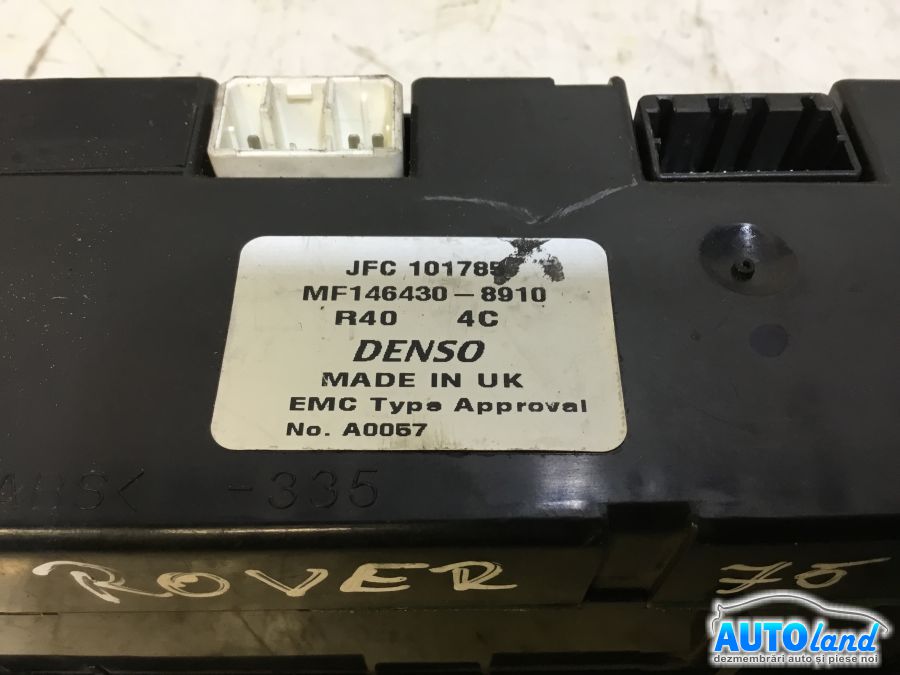 JFC 101785
MF146430-8910
R40 4C
DENSO
MADE IN UK
EMC Type Approval
No. A0057
-335
ROVER 75
AUTOland
dezmembrări auto și piese noi